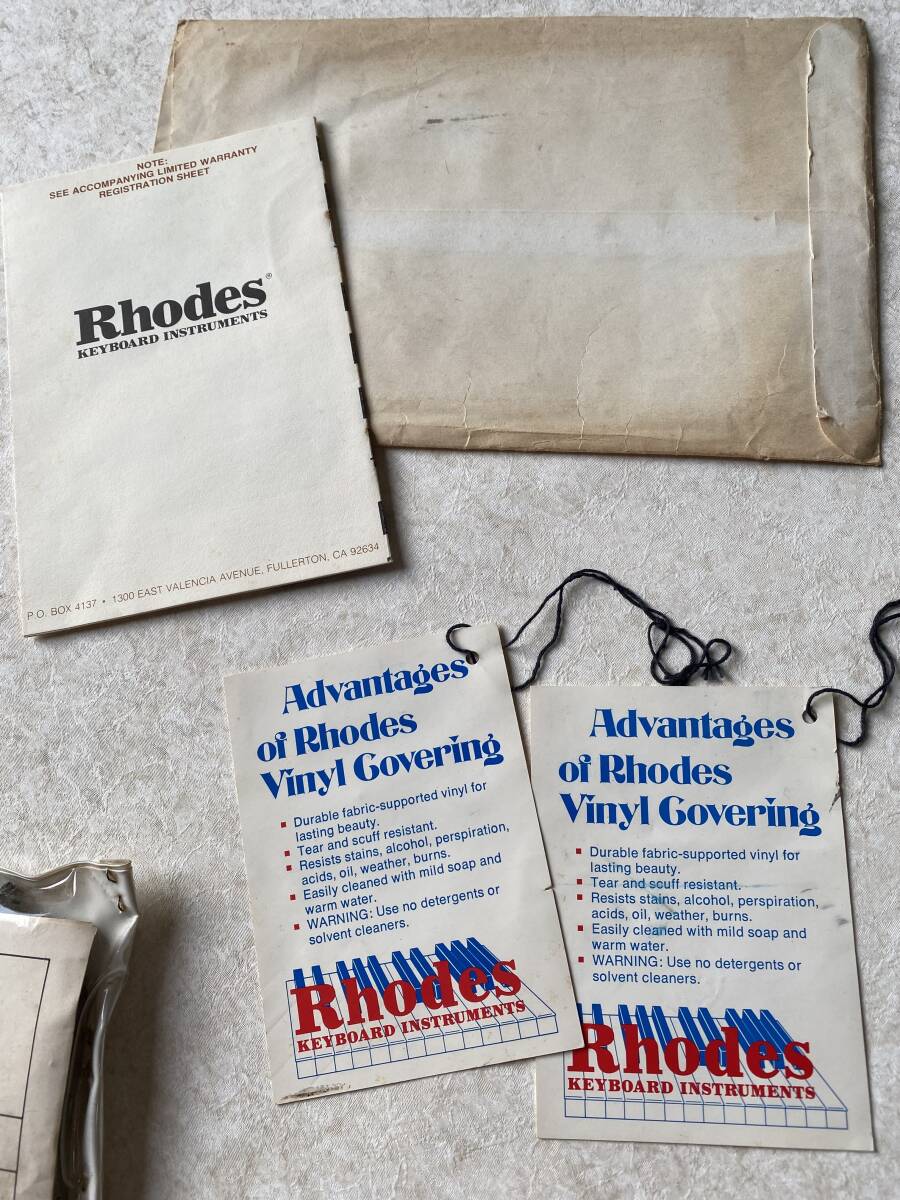 NOTE:
SEE ACCOMPANYING LIMITED WARRANTY
REGISTRATION SHEET
Rhodes®
KEYBOARD INSTRUMENTS
P.O. BOX 4137 • 1300 EAST VALENCIA AVENUE, FULLERTON, CA 92634
Advantages
of Rhodes
Vinyl Covering
Durable fabric-supported vinyl for
lasting beauty.
Tear and scuff resistant.
Resists stains, alcohol, perspiration,
acids, oil, weather, burns.
Easily cleaned with mild soap and
warm water.
WARNING: Use no detergents or
solvent cleaners.
Rhodes
KEYBOARD INSTRUMENTS
Advantages
of Rhodes
Vinyl Covering
Durable fabric-supported vinyl for
lasting beauty.
Tear and scuff resistant.
Resists stains, alcohol, perspiration,
acids, oil, weather, burns.
Easily cleaned with mild soap and
warm water.
WARNING: Use no detergents or
solvent cleaners.
Rhodes
KEYBOARD INSTRUMENTS